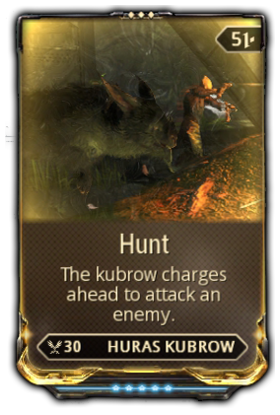 51
Hunt
The kubrow charges
ahead to attack an
enemy.
30 HURAS KUBROW